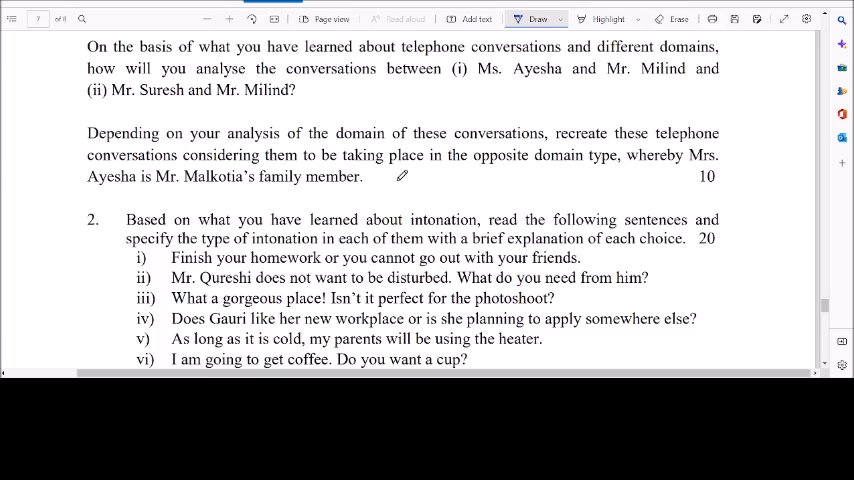 7 of 8 Page view Read aloud Add text Draw Highlight Erase
On the basis of what you have learned about telephone conversations and different domains,
how will you analyse the conversations between (i) Ms. Ayesha and Mr. Milind and
(ii) Mr. Suresh and Mr. Milind?
Depending on your analysis of the domain of these conversations, recreate these telephone
conversations considering them to be taking place in the opposite domain type, whereby Mrs.
Ayesha is Mr. Malkotia's family member. 10
2. Based on what you have learned about intonation, read the following sentences and
specify the type of intonation in each of them with a brief explanation of each choice. 20
i) Finish your homework or you cannot go out with your friends.
ii) Mr. Qureshi does not want to be disturbed. What do you need from him?
iii) What a gorgeous place! Isn't it perfect for the photoshoot?
iv) Does Gauri like her new workplace or is she planning to apply somewhere else?
v) As long as it is cold, my parents will be using the heater.
vi) I am going to get coffee. Do you want a cup?